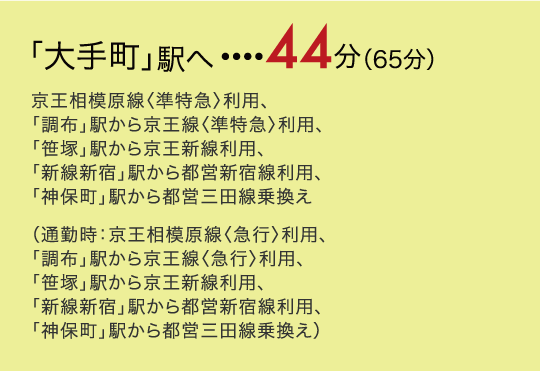 「大手町」駅へ ････44分（65分）
京王相模原線〈準特急〉利用、
「調布」駅から京王線〈準特急〉利用、
「笹塚」駅から京王新線利用、
「新線新宿」駅から都営新宿線利用、
「神保町」駅から都営三田線乗換え
（通勤時：京王相模原線〈急行〉利用、
「調布」駅から京王線〈急行〉利用、
「笹塚」駅から京王新線利用、
「新線新宿」駅から都営新宿線利用、
「神保町」駅から都営三田線乗換え）